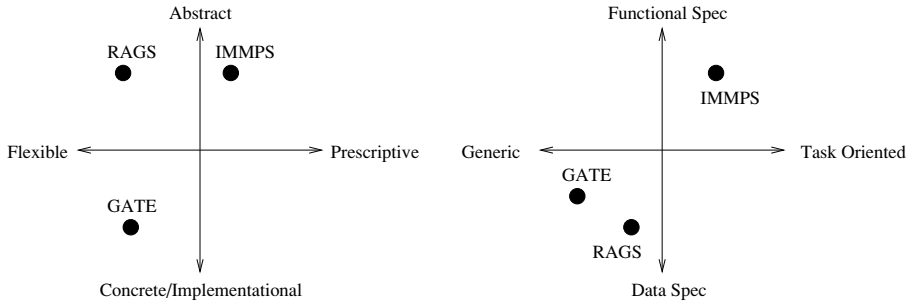 Abstract
RAGS
IMMPS
Flexible
Prescriptive
GATE
Concrete/Implementational
Functional Spec
IMMPS
Generic
Task Oriented
GATE
RAGS
Data Spec